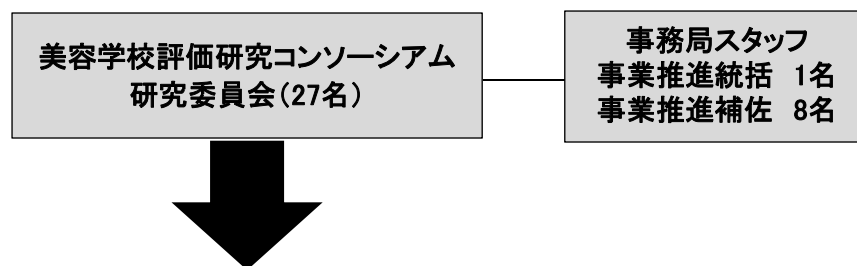 美容学校評価研究コンソーシアム
研究委員会（27名）
事務局スタッフ
事業推進統括　1名
事業推進補佐　8名